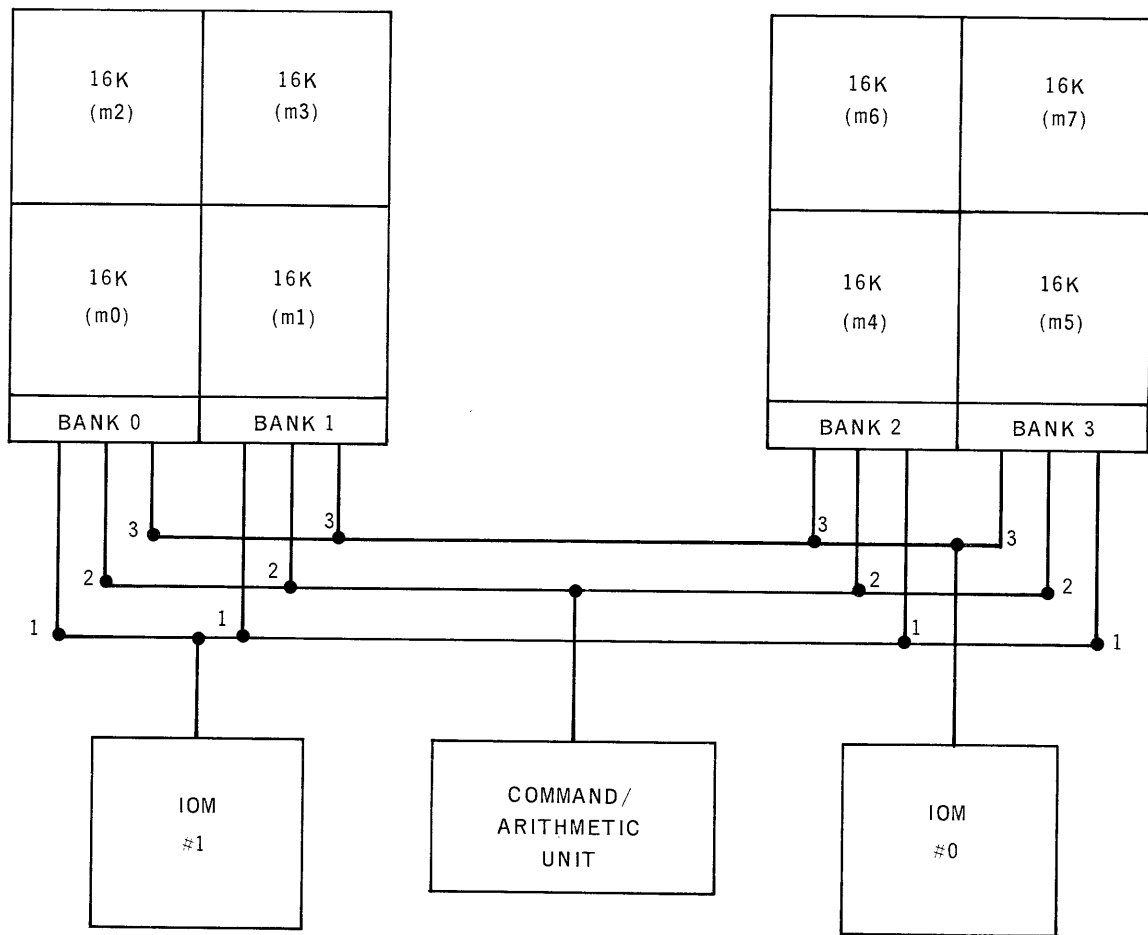 16K
(m2)
16K
(m3)
16K
(m6)
16K
(m7)
16K
(m0)
16K
(m1)
16K
(m4)
16K
(m5)
BANK 0
BANK 1
BANK 2
BANK 3
3
3
3
3
2
2
2
2
1
1
1
1
IOM
#1
COMMAND/
ARITHMETIC
UNIT
IOM
#0